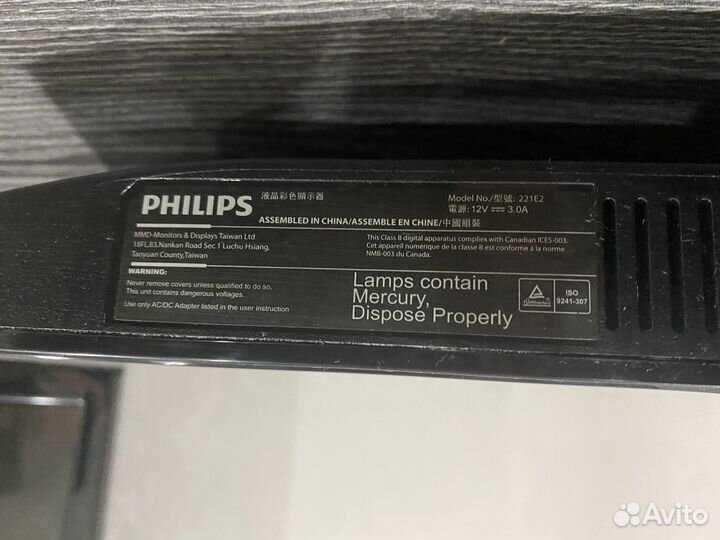 PHILIPS 液晶彩色顯示器
Model No./型號: 221E2
電源: 12V ⎓ 3.0A
ASSEMBLED IN CHINA/ASSEMBLE EN CHINE/中國組裝
MMD-Monitors & Displays Taiwan Ltd
18Fl.,83.Nankan Road Sec.1 Luchu Hsiang,
Taoyuan County,Taiwan
This Class B digital apparatus complies with Canadian ICES-003.
Cet appareil numérique de la classe B est conforme à la norme
NMB-003 du Canada.
WARNING:
Never remove covers unless qualified to do so,
This unit contains dangerous voltages.
Use only AC/DC Adapter listed in the user instruction
Lamps contain
Mercury,
Dispose Properly
ISO
9241-307
Avito